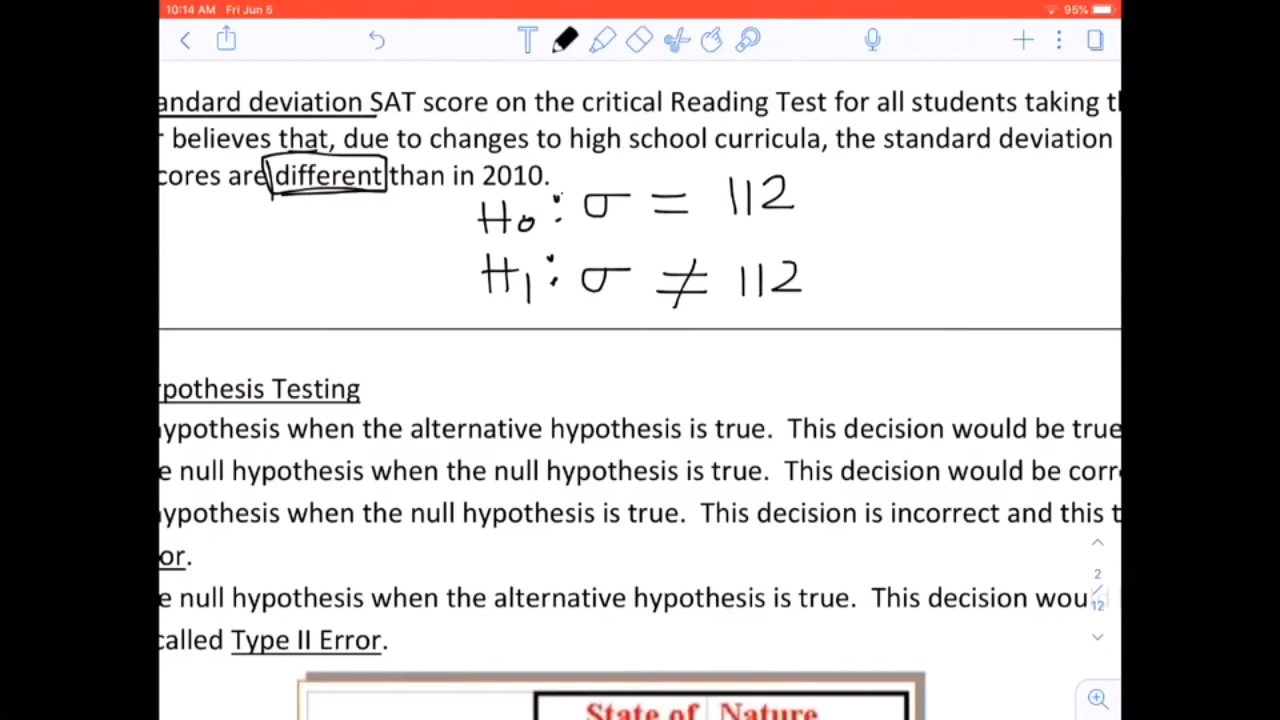 10:14 AM Fri Jun 5 95%
andard deviation SAT score on the critical Reading Test for all students taking t
r believes that, due to changes to high school curricula, the standard deviation
cores are different than in 2010.
H₀: σ = 112
H₁: σ ≠ 112
pothesis Testing
ypothesis when the alternative hypothesis is true. This decision would be true
e null hypothesis when the null hypothesis is true. This decision would be corr
ypothesis when the null hypothesis is true. This decision is incorrect and this t
or.
e null hypothesis when the alternative hypothesis is true. This decision wou
called Type II Error.
2
/
12
State of Nature